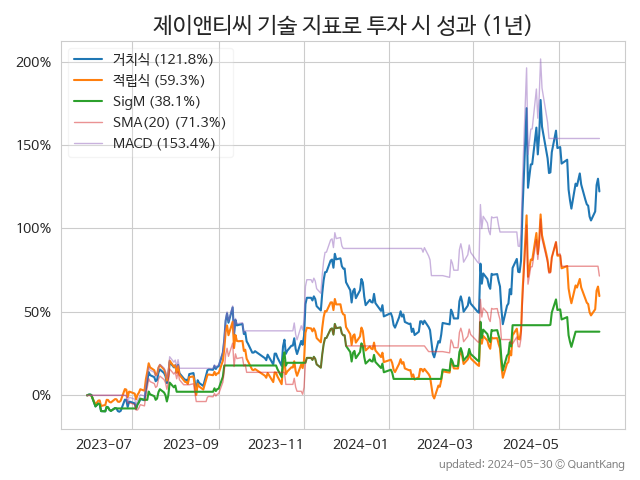 제이앤티씨 기술 지표로 투자 시 성과 (1년)
거치식 (121.8%)
적립식 (59.3%)
SigM (38.1%)
SMA(20) (71.3%)
MACD (153.4%)
200%
150%
100%
50%
0%
2023-07 2023-09 2023-11 2024-01 2024-03 2024-05
updated: 2024-05-30 © QuantKang